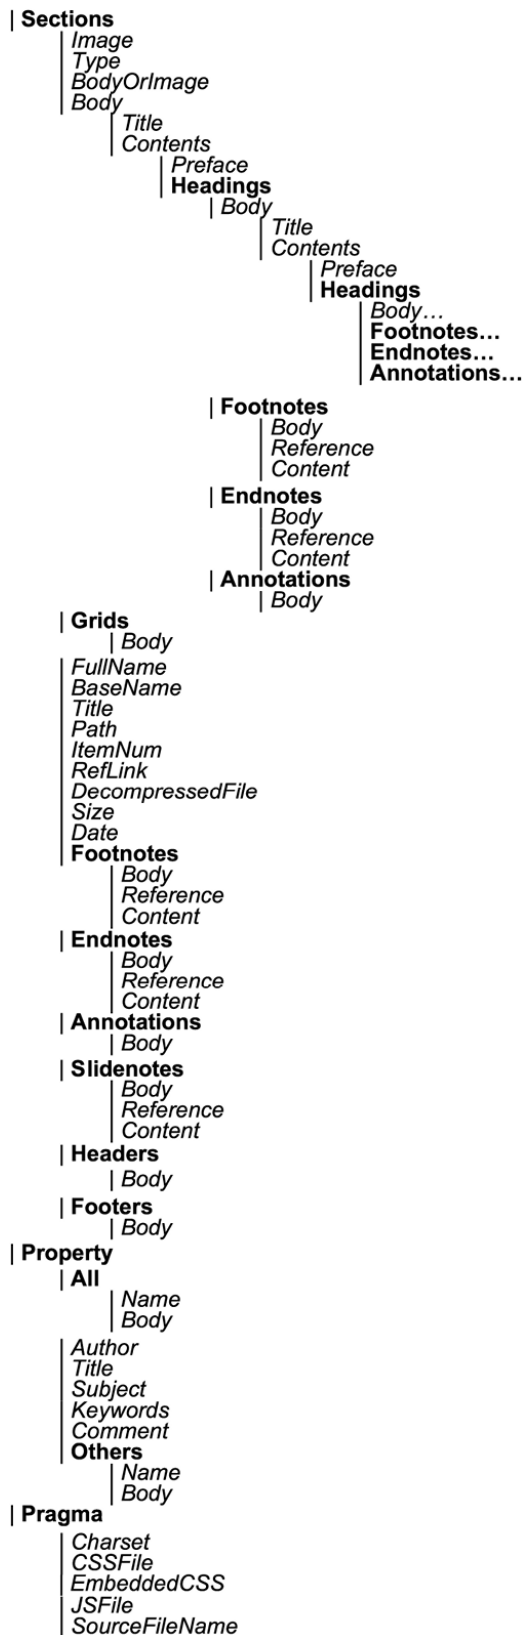 | Sections
| Image
| Type
| BodyOrImage
| Body
| Title
| Contents
| Preface
| Headings
| Body
| Title
| Contents
| Preface
| Headings
| Body…
| Footnotes…
| Endnotes…
| Annotations…
| Footnotes
| Body
| Reference
| Content
| Endnotes
| Body
| Reference
| Content
| Annotations
| Body
| Grids
| Body
| FullName
| BaseName
| Title
| Path
| ItemNum
| RefLink
| DecompressedFile
| Size
| Date
| Footnotes
| Body
| Reference
| Content
| Endnotes
| Body
| Reference
| Content
| Annotations
| Body
| Slidenotes
| Body
| Reference
| Content
| Headers
| Body
| Footers
| Body
| Property
| All
| Name
| Body
| Author
| Title
| Subject
| Keywords
| Comment
| Others
| Name
| Body
| Pragma
| Charset
| CSSFile
| EmbeddedCSS
| JSFile
| SourceFileName